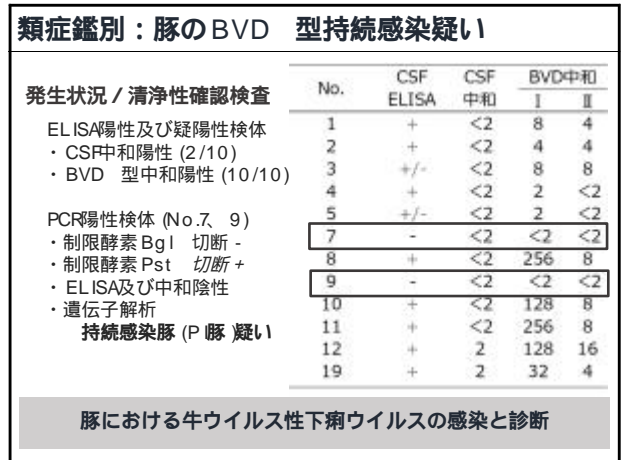 類症鑑別：豚のBVD 型持続感染疑い
発生状況 / 清浄性確認検査
ELISA陽性及び疑陽性検体
・CSF中和陽性 (2/10)
・BVD 型中和陽性 (10/10)
PCR陽性検体 (No.7、9)
・制限酵素Bgl 切断 -
・制限酵素Pst 切断 +
・ELISA及び中和陰性
・遺伝子解析
持続感染豚 (PI豚)疑い
No. CSF ELISA CSF 中和 BVD中和 I II
1 + <2 8 4
2 + <2 4 4
3 +/- <2 8 8
4 + <2 2 <2
5 +/- <2 2 <2
7 - <2 <2 <2
8 + <2 256 8
9 - <2 <2 <2
10 + <2 128 8
11 + <2 256 8
12 + 2 128 16
19 + 2 32 4
豚における牛ウイルス性下痢ウイルスの感染と診断